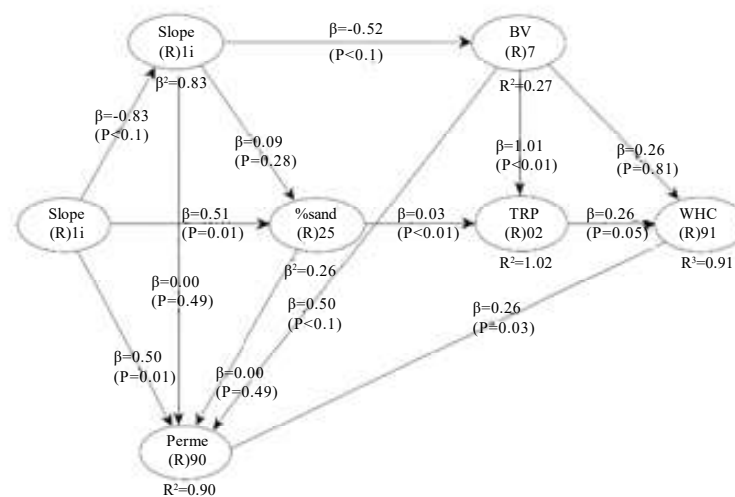 Slope
(R)1i
β²=0.83
β=-0.52
(P<0.1)
BV
(R)7
R²=0.27
β=-0.83
(P<0.1)
β=0.09
(P=0.28)
β=1.01
(P<0.01)
β=0.26
(P=0.81)
Slope
(R)1i
β=0.51
(P=0.01)
%sand
(R)25
β²=0.26
β=0.03
(P<0.01)
TRP
(R)02
R²=1.02
β=0.26
(P=0.05)
WHC
(R)91
R³=0.91
β=0.00
(P=0.49)
β=0.50
(P<0.1)
β=0.26
(P=0.03)
β=0.50
(P=0.01)
β=0.00
(P=0.49)
Perme
(R)90
R²=0.90